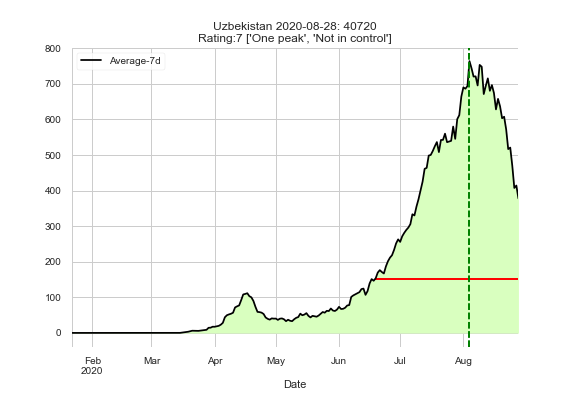 Uzbekistan 2020-08-28: 40720
Rating:7 ['One peak', 'Not in control']
Average-7d
800
700
600
500
400
300
200
100
0
Feb Mar Apr May Jun Jul Aug
2020
Date